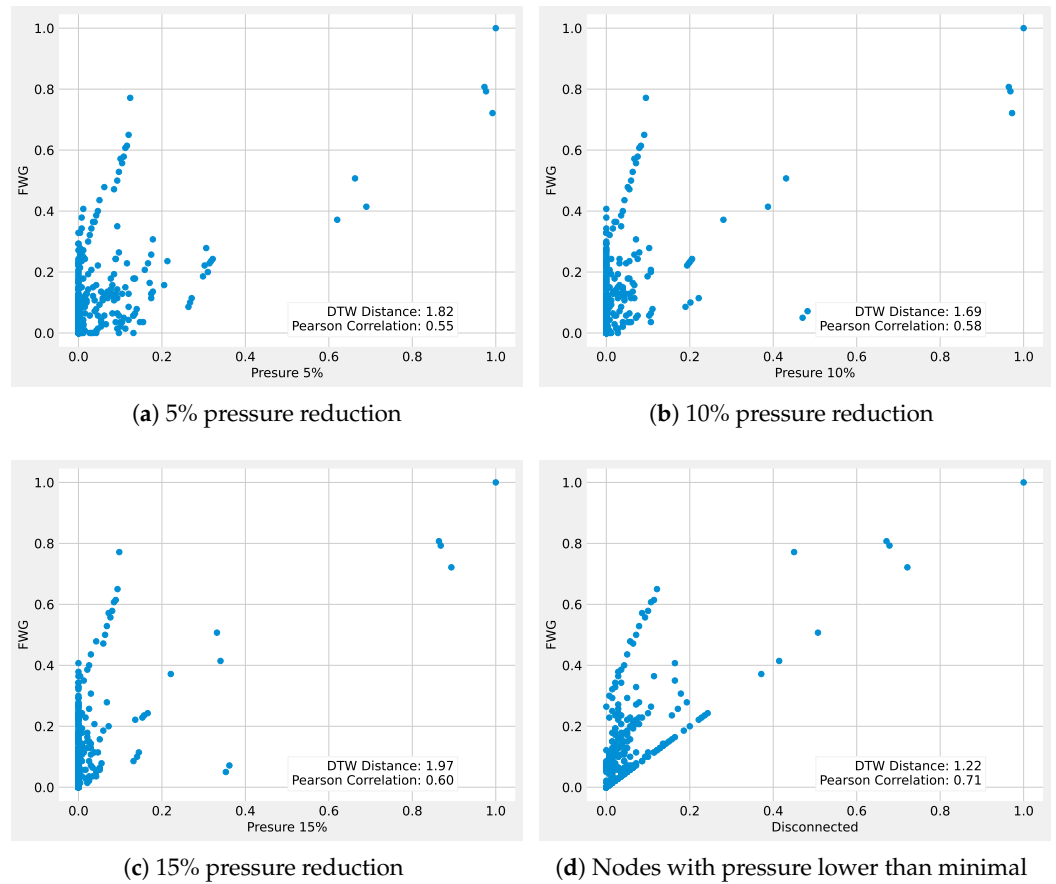 1.0
0.8
0.6
0.4
0.2
0.0
FWG
0.0 0.2 0.4 0.6 0.8 1.0
Presure 5%
DTW Distance: 1.82
Pearson Correlation: 0.55
(a) 5% pressure reduction
1.0
0.8
0.6
0.4
0.2
0.0
FWG
0.0 0.2 0.4 0.6 0.8 1.0
Presure 10%
DTW Distance: 1.69
Pearson Correlation: 0.58
(b) 10% pressure reduction
1.0
0.8
0.6
0.4
0.2
0.0
FWG
0.0 0.2 0.4 0.6 0.8 1.0
Presure 15%
DTW Distance: 1.97
Pearson Correlation: 0.60
(c) 15% pressure reduction
1.0
0.8
0.6
0.4
0.2
0.0
FWG
0.0 0.2 0.4 0.6 0.8 1.0
Disconnected
DTW Distance: 1.22
Pearson Correlation: 0.71
(d) Nodes with pressure lower than minimal